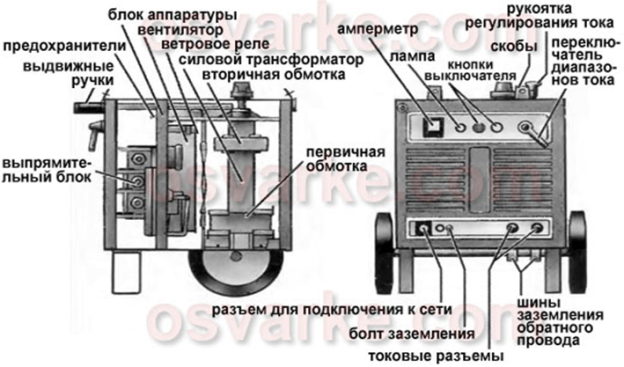 блок аппаратуры
вентилятор
предохранители
ветровое реле
выдвижные
ручки
силовой трансформатор
вторичная обмотка
выпрямите-
льный блок
первичная
обмотка
рукоятка
регулирования тока
амперметр
скобы
переклю-
чатель
диапазо-
нов тока
лампа
кнопки
выключателя
разъем для подключения к сети
болт заземления
токовые разъемы
шины
заземления
обратного
провода
osvarke.com
osvarke.com
osvarke.com